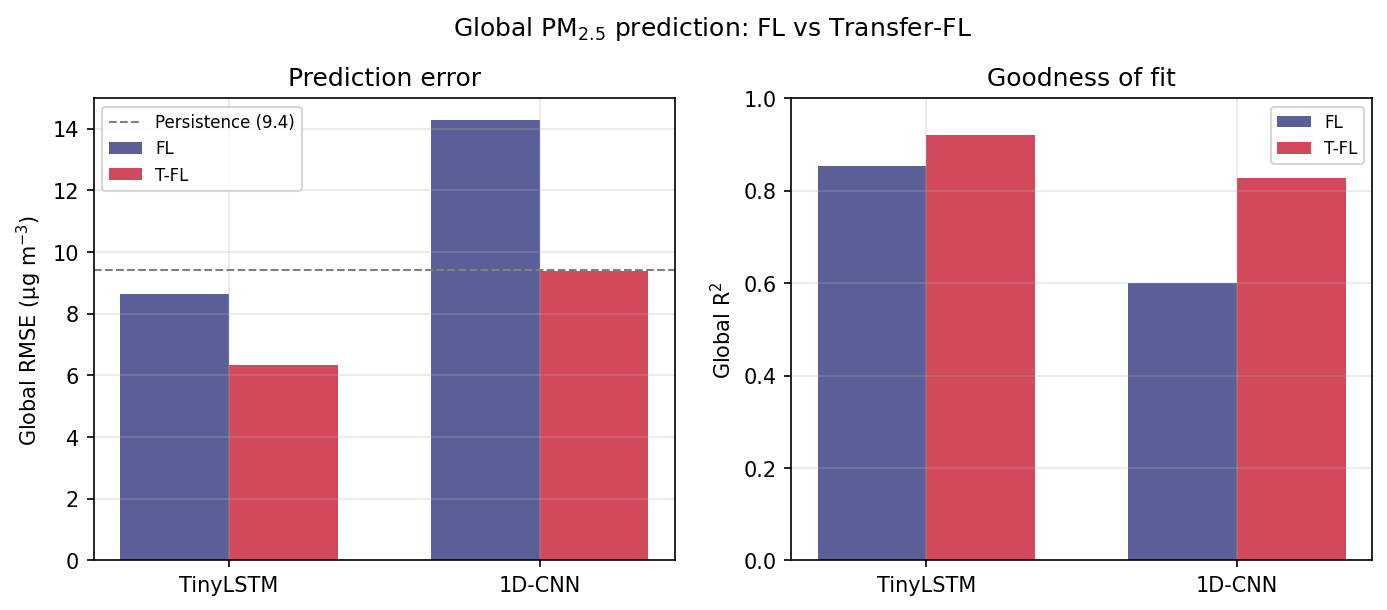 Global PM₂.₅ prediction: FL vs Transfer-FL
Prediction error
Global RMSE (µg m⁻³)
14
12
10
8
6
4
2
0
Persistence (9.4)
FL
T-FL
TinyLSTM
1D-CNN
Goodness of fit
Global R²
1.0
0.8
0.6
0.4
0.2
0.0
FL
T-FL
TinyLSTM
1D-CNN